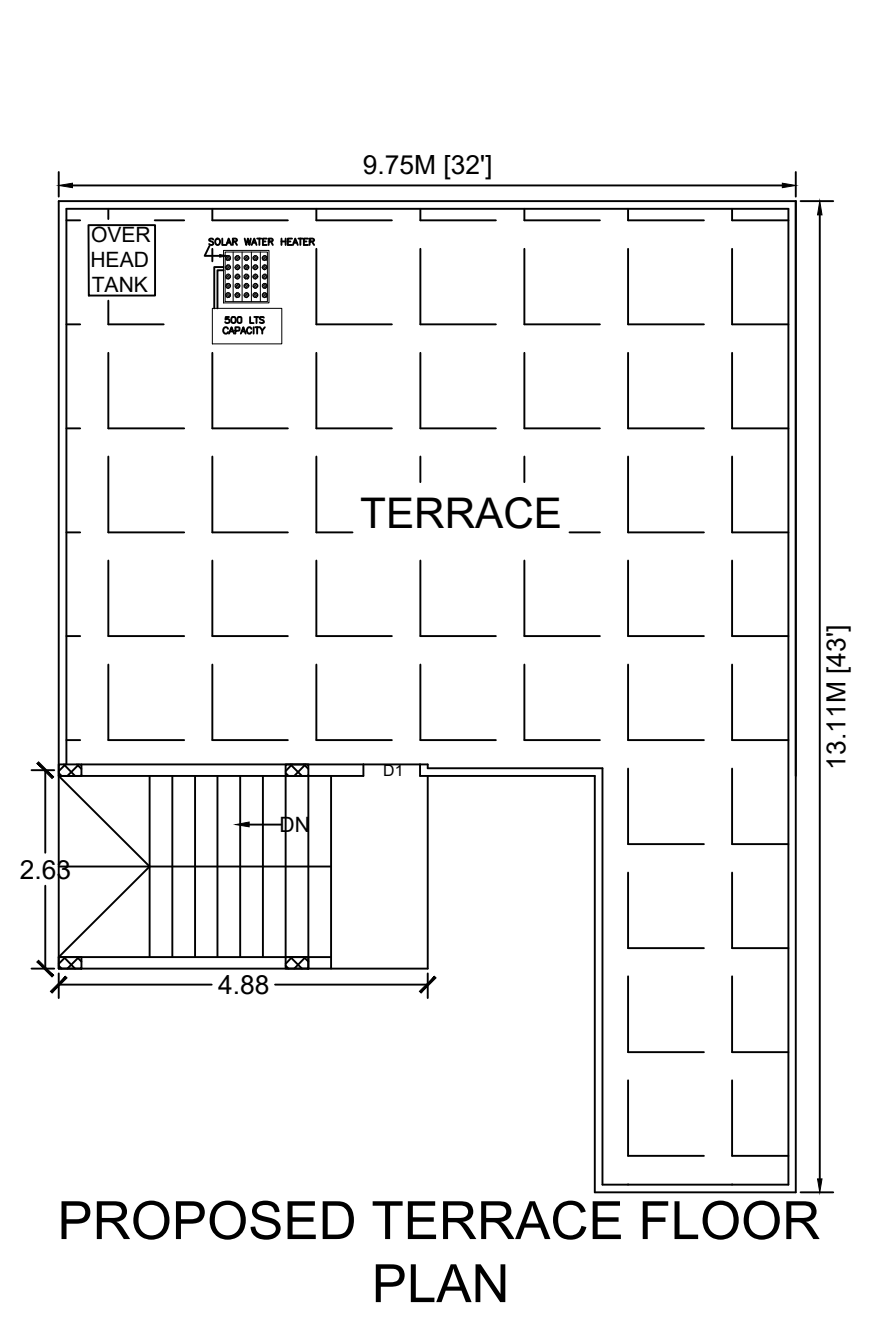 9.75M [32']
OVER
HEAD
TANK
SOLAR WATER HEATER
500 LTS
CAPACITY
TERRACE
13.11M [43']
D1
DN
2.63
4.88
PROPOSED TERRACE FLOOR
PLAN